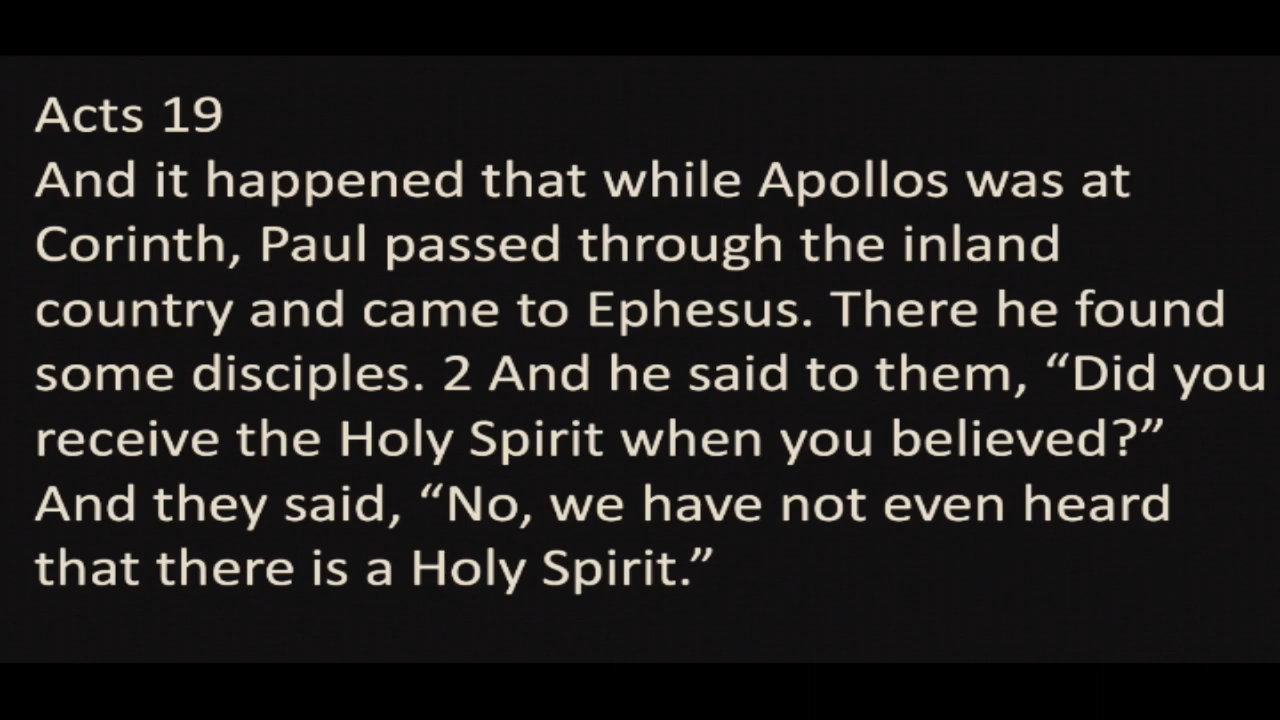 Acts 19
And it happened that while Apollos was at
Corinth, Paul passed through the inland
country and came to Ephesus. There he found
some disciples. 2 And he said to them, “Did you
receive the Holy Spirit when you believed?”
And they said, “No, we have not even heard
that there is a Holy Spirit.”